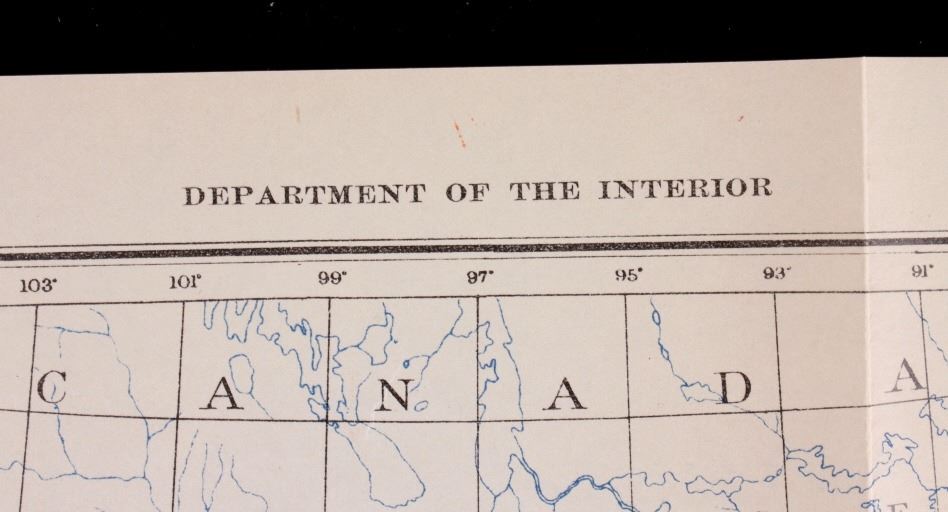 DEPARTMENT OF THE INTERIOR
103° 101° 99° 97° 95° 93° 91°
C A N A D A